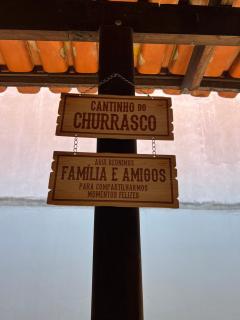 CANTINHO DO
CHURRASCO
AQUI REUNIMOS
FAMÍLIA E AMIGOS
PARA COMPARTILHARMOS
MOMENTOS FELIZES